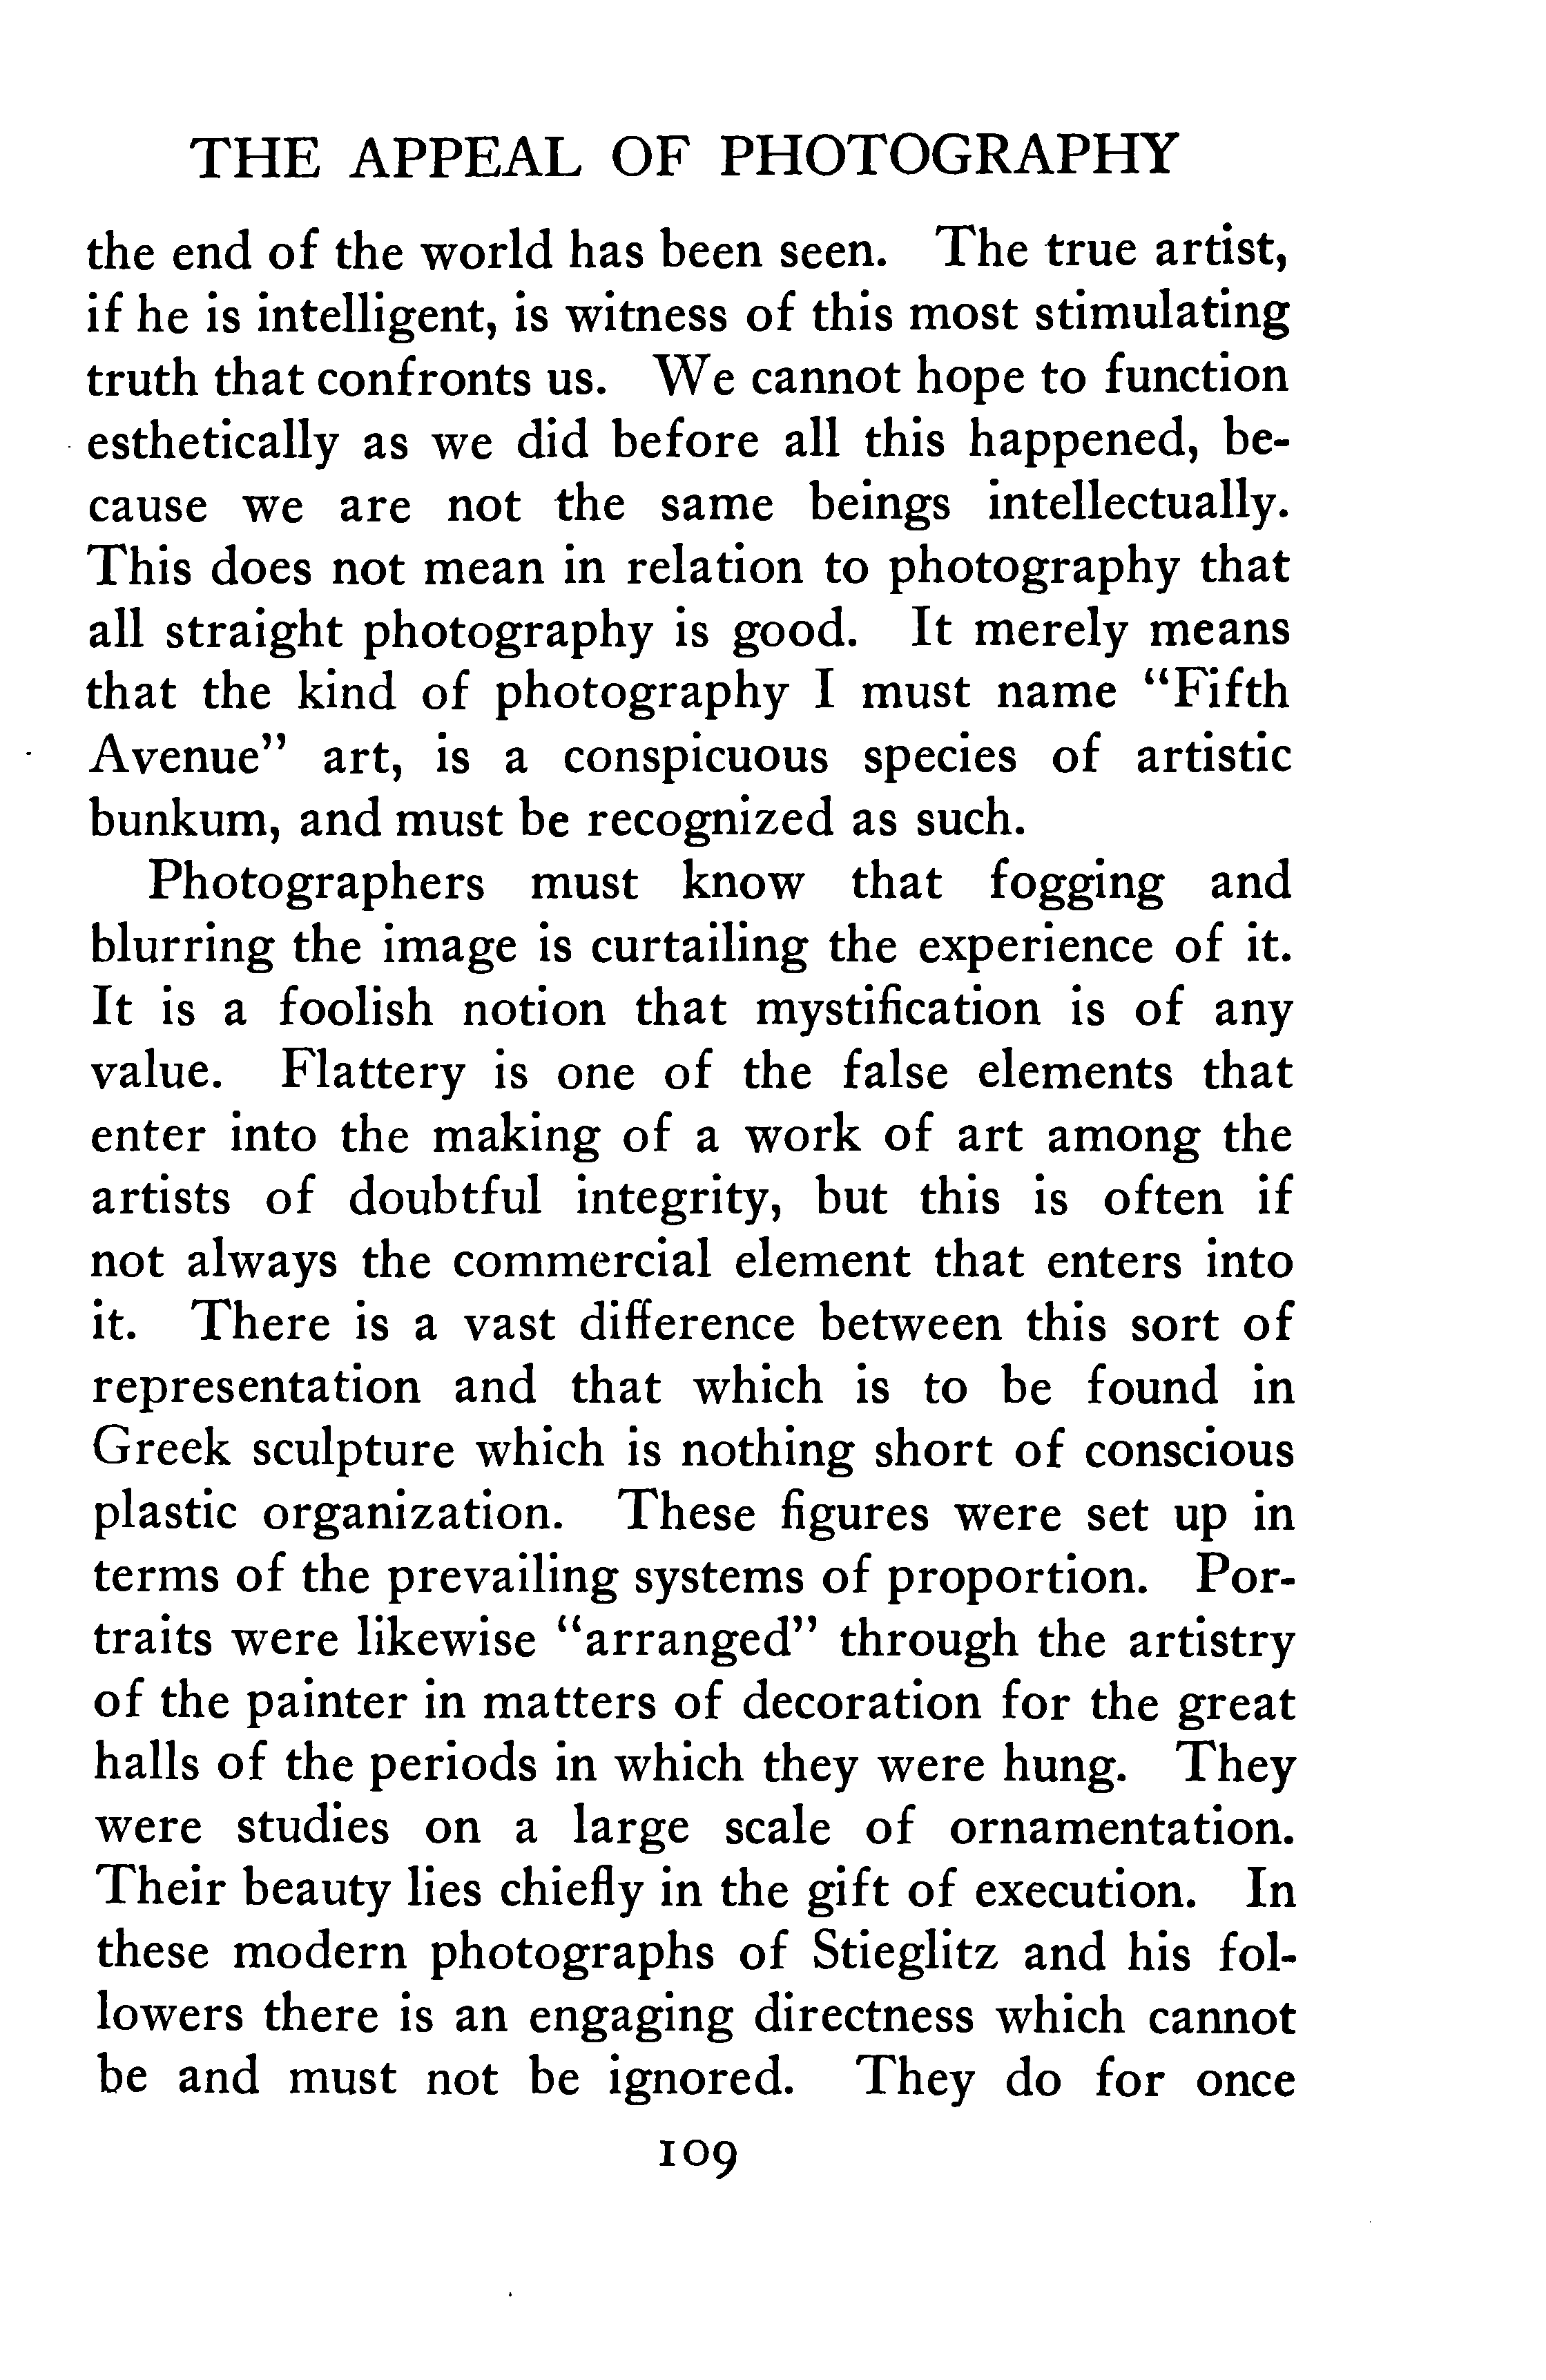 THE APPEAL OF PHOTOGRAPHY
the end of the world has been seen. The true artist,
if he is intelligent, is witness of this most stimulating
truth that confronts us. We cannot hope to function
esthetically as we did before all this happened, be-
cause we are not the same beings intellectually.
This does not mean in relation to photography that
all straight photography is good. It merely means
that the kind of photography I must name “Fifth
Avenue” art, is a conspicuous species of artistic
bunkum, and must be recognized as such.
Photographers must know that fogging and
blurring the image is curtailing the experience of it.
It is a foolish notion that mystification is of any
value. Flattery is one of the false elements that
enter into the making of a work of art among the
artists of doubtful integrity, but this is often if
not always the commercial element that enters into
it. There is a vast difference between this sort of
representation and that which is to be found in
Greek sculpture which is nothing short of conscious
plastic organization. These figures were set up in
terms of the prevailing systems of proportion. Por-
traits were likewise “arranged” through the artistry
of the painter in matters of decoration for the great
halls of the periods in which they were hung. They
were studies on a large scale of ornamentation.
Their beauty lies chiefly in the gift of execution. In
these modern photographs of Stieglitz and his fol-
lowers there is an engaging directness which cannot
be and must not be ignored. They do for once
109